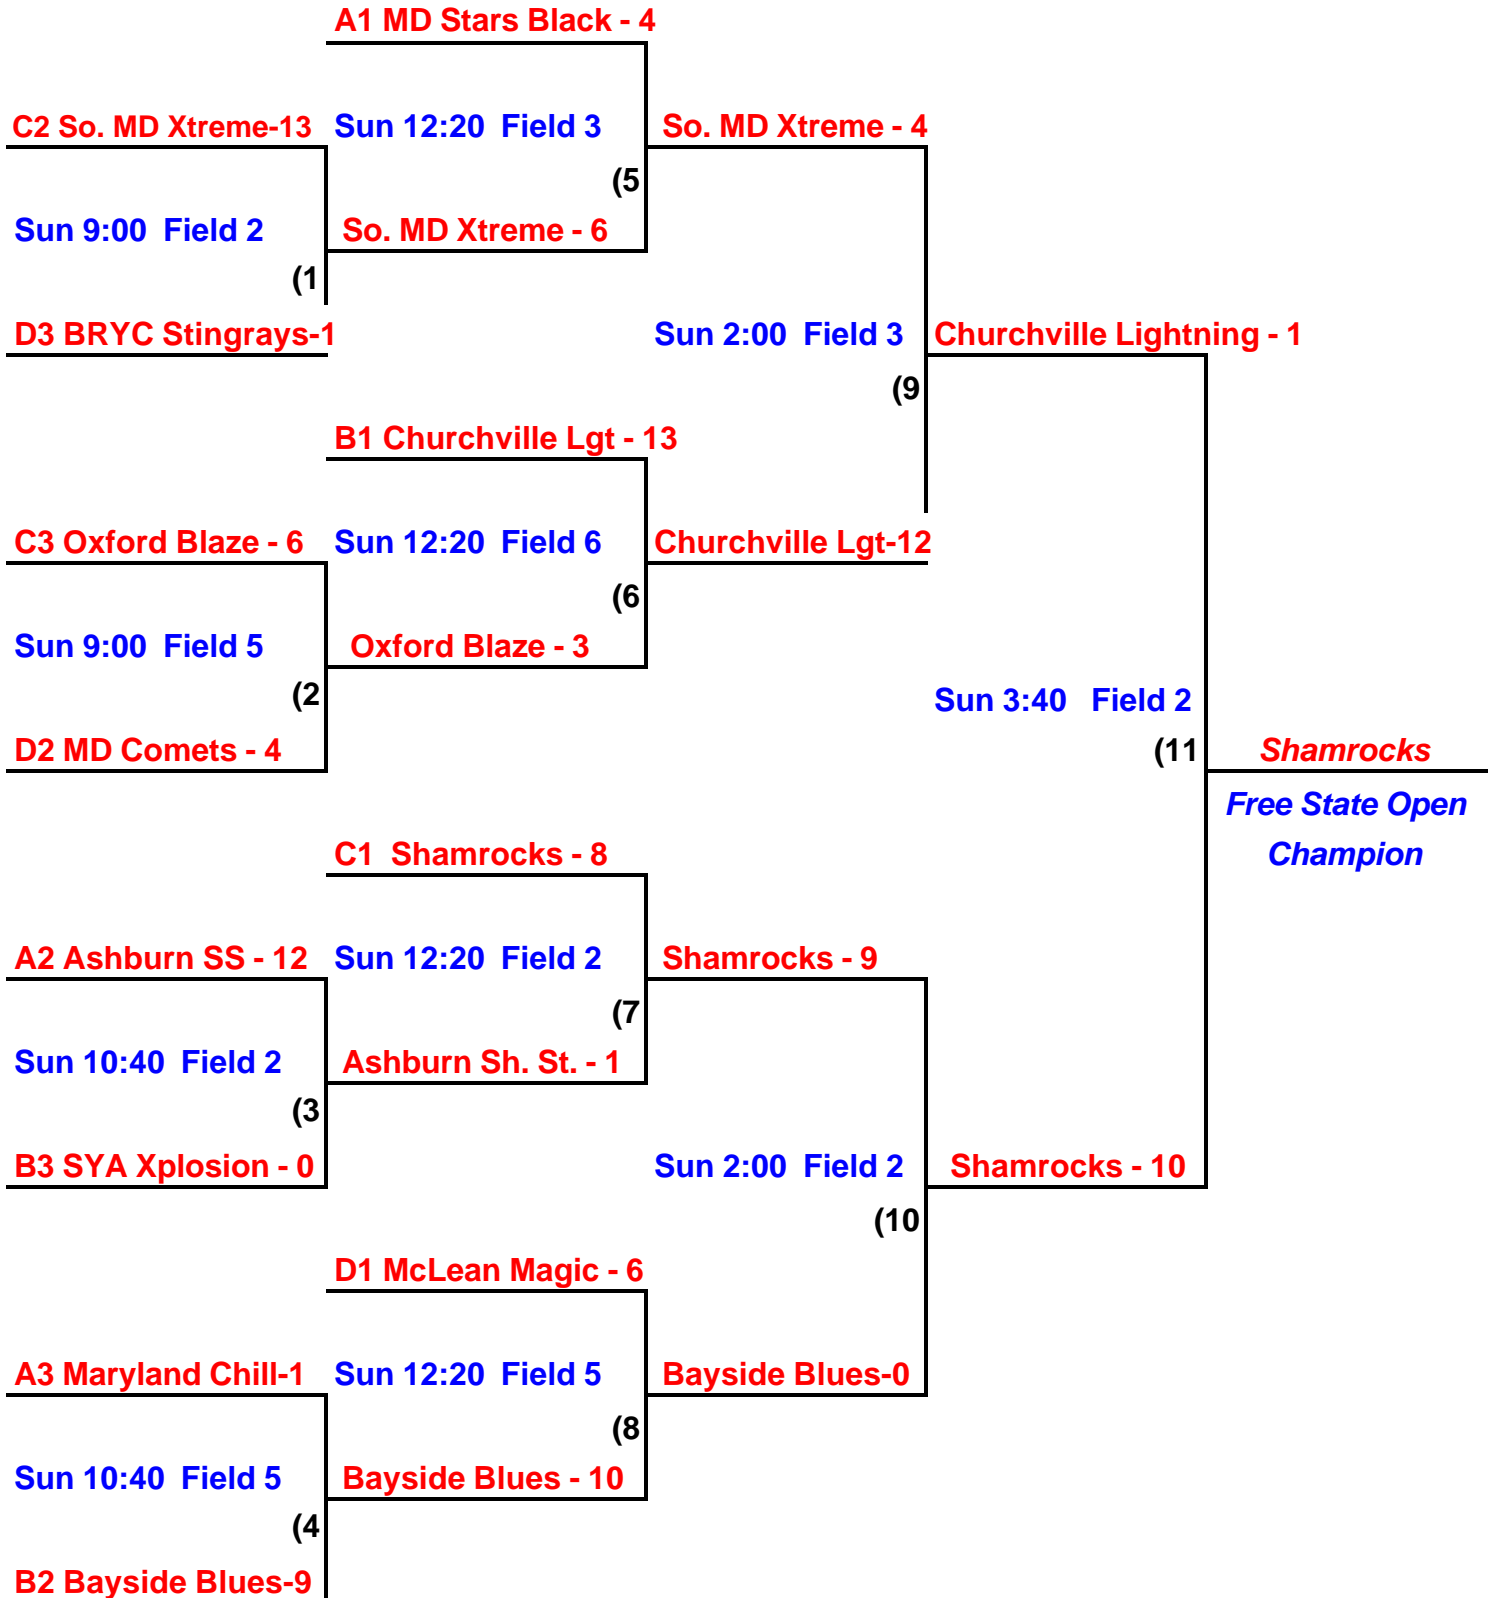 A1 MD Stars Black - 4
C2 So. MD Xtreme-13
Sun 12:20 Field 3
So. MD Xtreme - 4
(5
Sun 9:00 Field 2
So. MD Xtreme - 6
(1
D3 BRYC Stingrays-1
Sun 2:00 Field 3
Churchville Lightning - 1
(9
B1 Churchville Lgt - 13
C3 Oxford Blaze - 6
Sun 12:20 Field 6
Churchville Lgt-12
(6
Sun 9:00 Field 5
Oxford Blaze - 3
(2
Sun 3:40 Field 2
D2 MD Comets - 4
(11
Shamrocks
Free State Open
Champion
C1 Shamrocks - 8
A2 Ashburn SS - 12
Sun 12:20 Field 2
Shamrocks - 9
(7
Sun 10:40 Field 2
Ashburn Sh. St. - 1
(3
B3 SYA Xplosion - 0
Sun 2:00 Field 2
Shamrocks - 10
(10
D1 McLean Magic - 6
A3 Maryland Chill-1
Sun 12:20 Field 5
Bayside Blues-0
(8
Sun 10:40 Field 5
Bayside Blues - 10
(4
B2 Bayside Blues-9